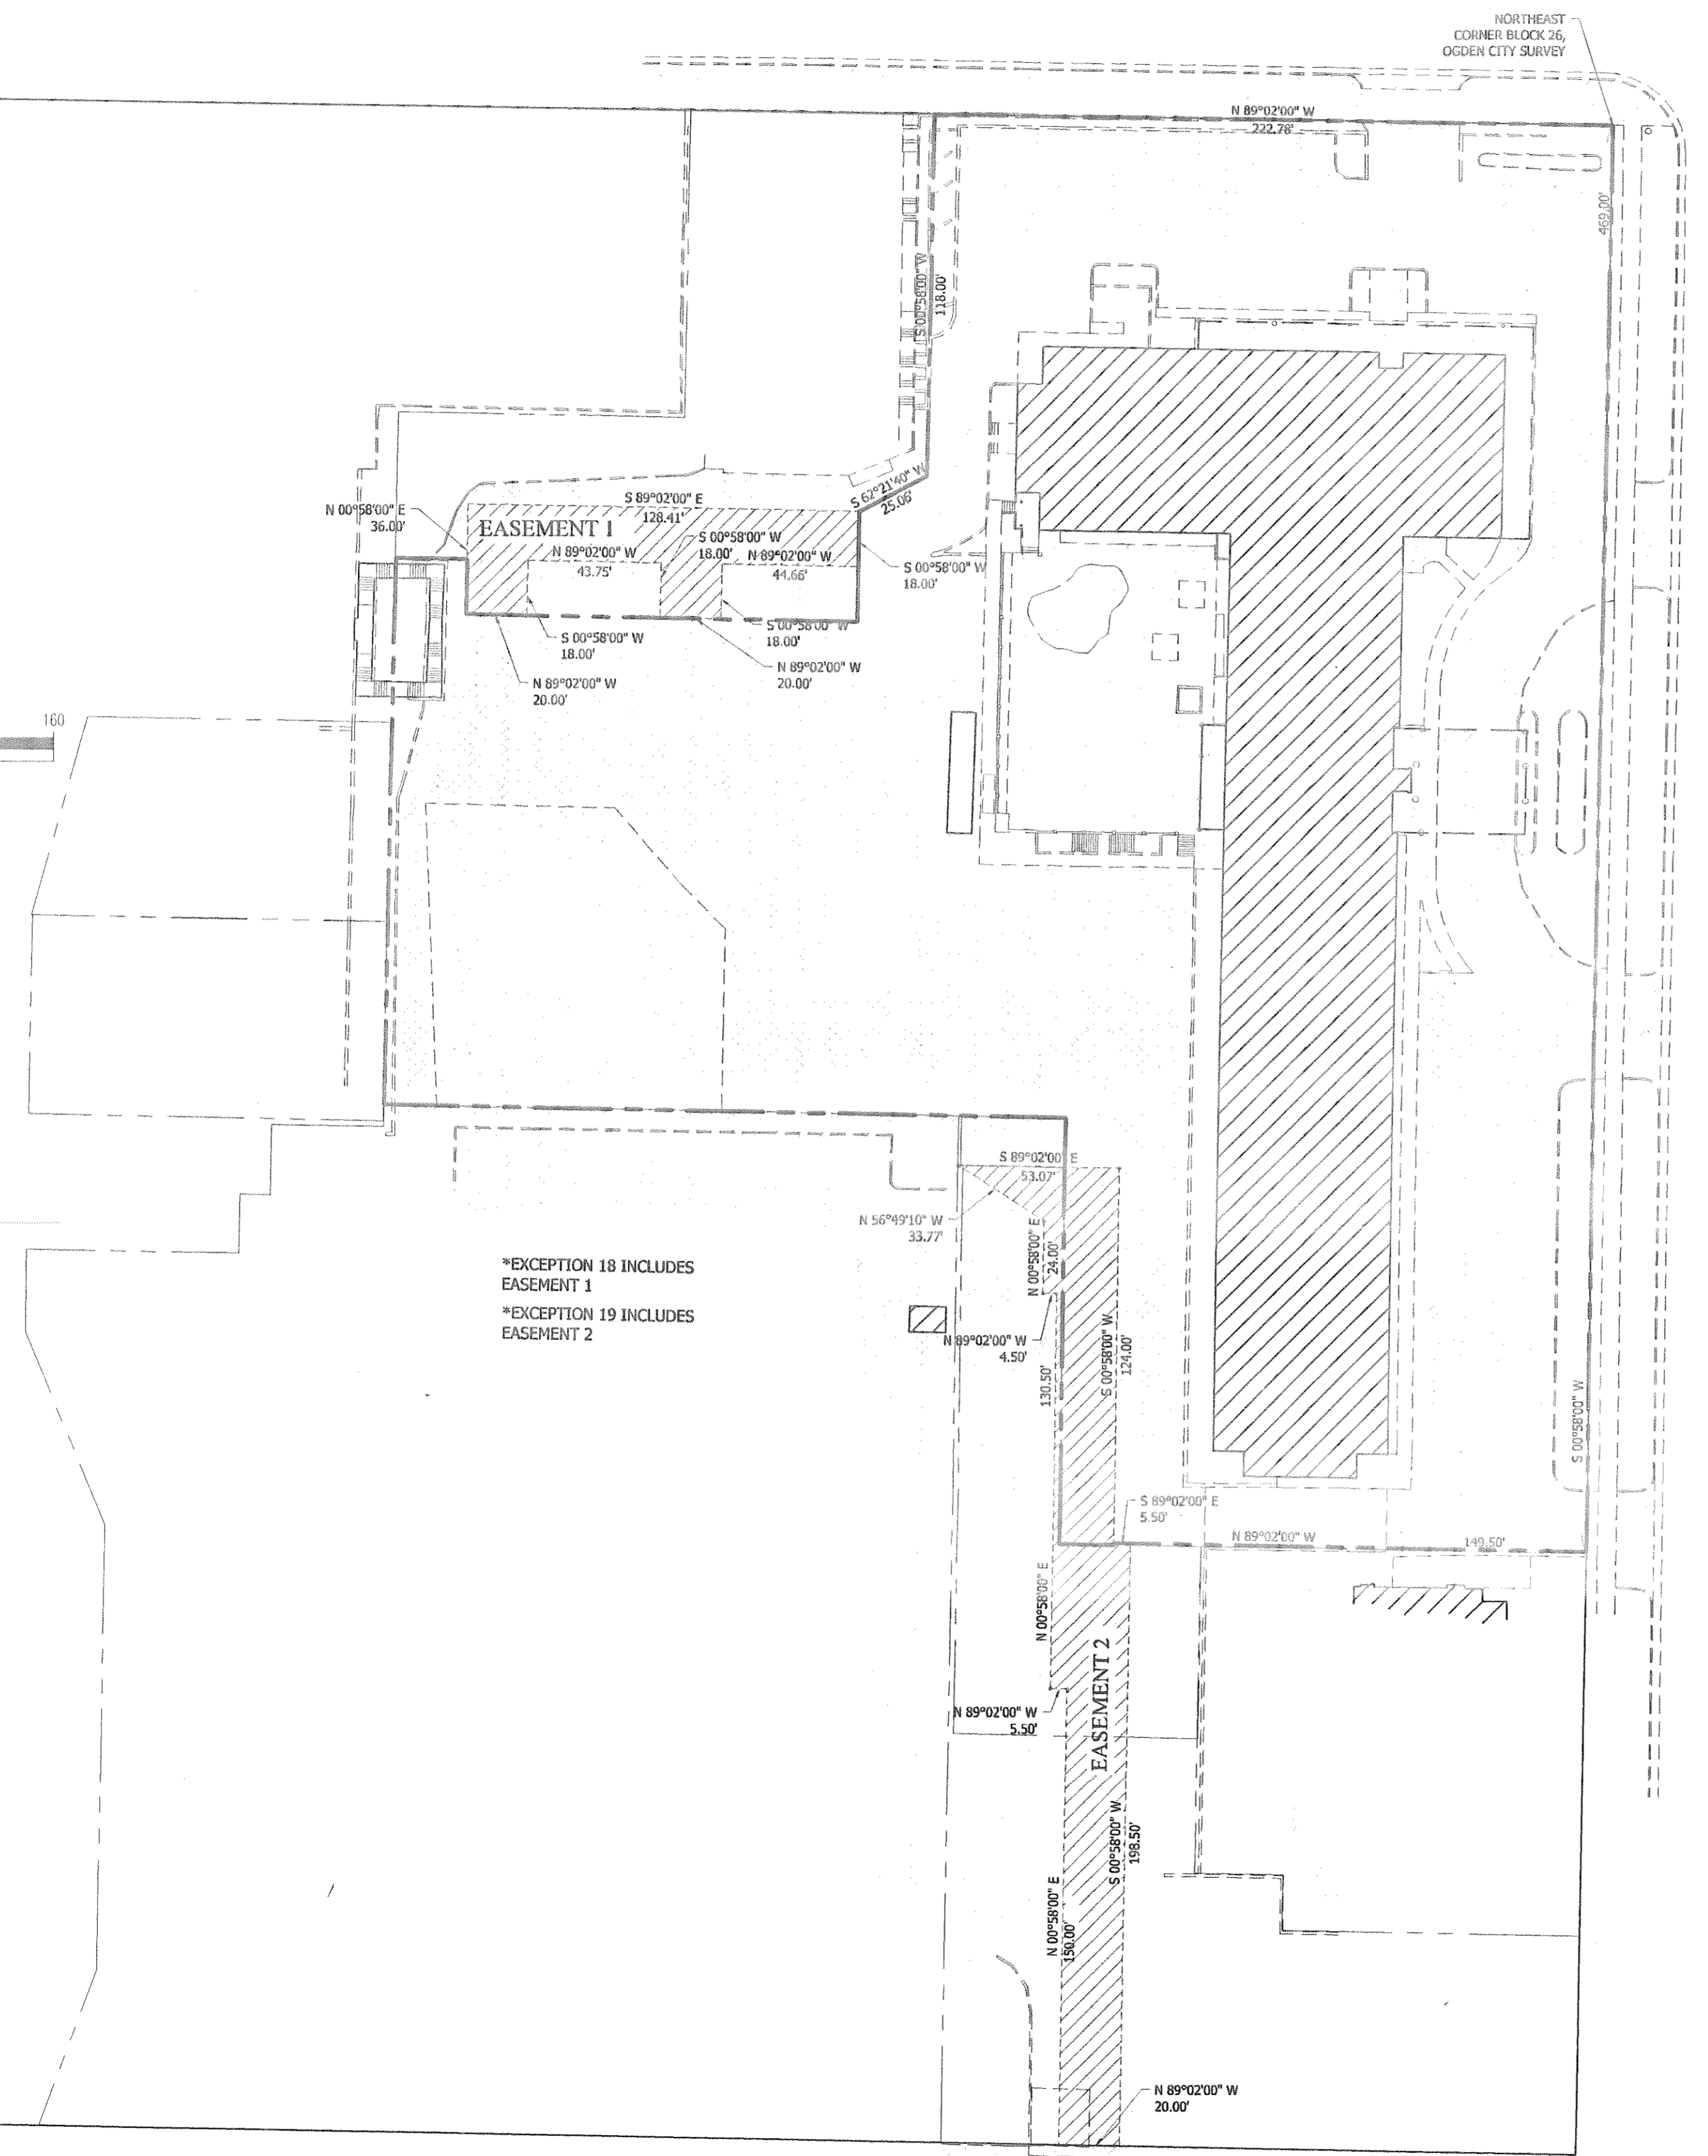 NORTHEAST
CORNER BLOCK 26,
OGDEN CITY SURVEY
N 89°02'00" W
222.78'
469.00'
S 00°58'00" W
118.00'
S 62°21'40" W
25.06'
N 00°58'00" E
36.00'
S 89°02'00" E
128.41'
EASEMENT 1
N 89°02'00" W
43.75'
S 00°58'00" W
18.00'
N 89°02'00" W
44.66'
S 00°58'00" W
18.00'
S 00°58'00" W
18.00'
S 00°58'00" W
18.00'
N 89°02'00" W
20.00'
N 89°02'00" W
20.00'
160
S 89°02'00" E
53.07'
N 56°49'10" W
33.77'
N 00°58'00" E
24.00'
*EXCEPTION 18 INCLUDES
EASEMENT 1
*EXCEPTION 19 INCLUDES
EASEMENT 2
N 89°02'00" W
4.50'
130.50'
S 00°58'00" W
124.00'
S 00°58'00" W
S 89°02'00" E
5.50'
N 89°02'00" W
149.50'
N 00°58'00" E
EASEMENT 2
N 89°02'00" W
5.50'
S 00°58'00" W
198.50'
N 00°58'00" E
150.00'
N 89°02'00" W
20.00'